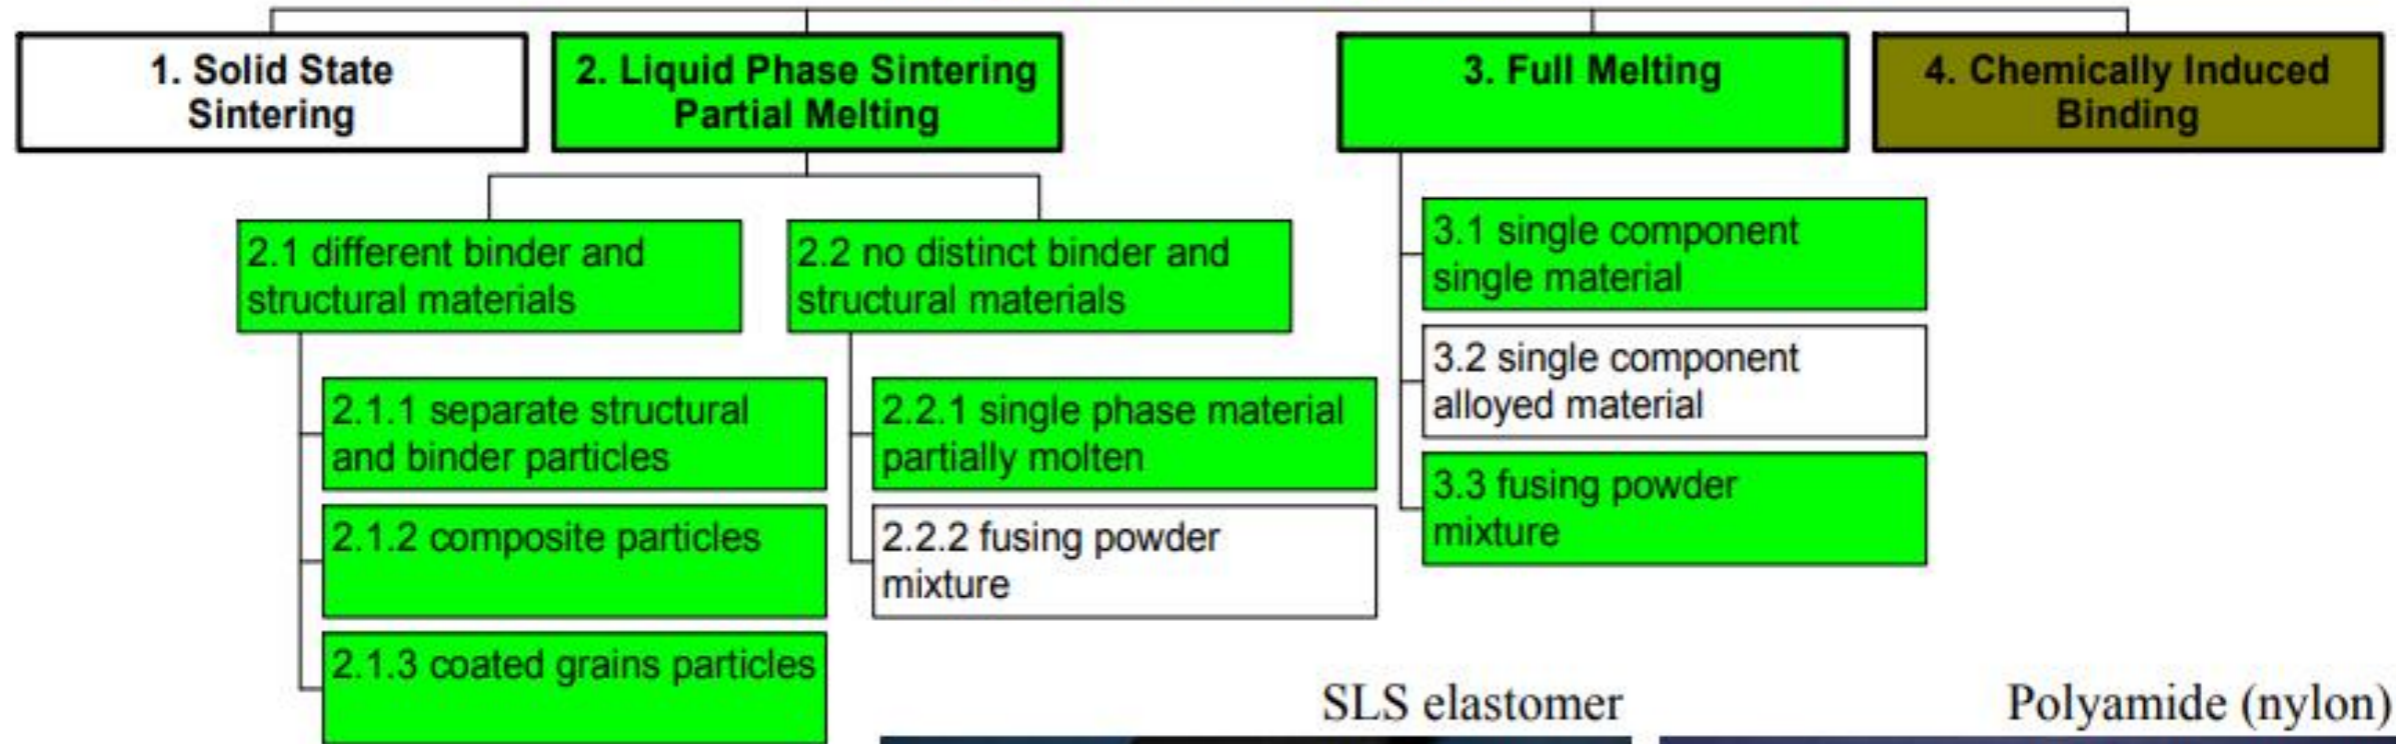 1. Solid State
Sintering
2. Liquid Phase Sintering
Partial Melting
3. Full Melting
4. Chemically Induced
Binding
2.1 different binder and
structural materials
2.2 no distinct binder and
structural materials
3.1 single component
single material
3.2 single component
alloyed material
3.3 fusing powder
mixture
2.1.1 separate structural
and binder particles
2.1.2 composite particles
2.1.3 coated grains particles
2.2.1 single phase material
partially molten
2.2.2 fusing powder
mixture
SLS elastomer
Polyamide (nylon)